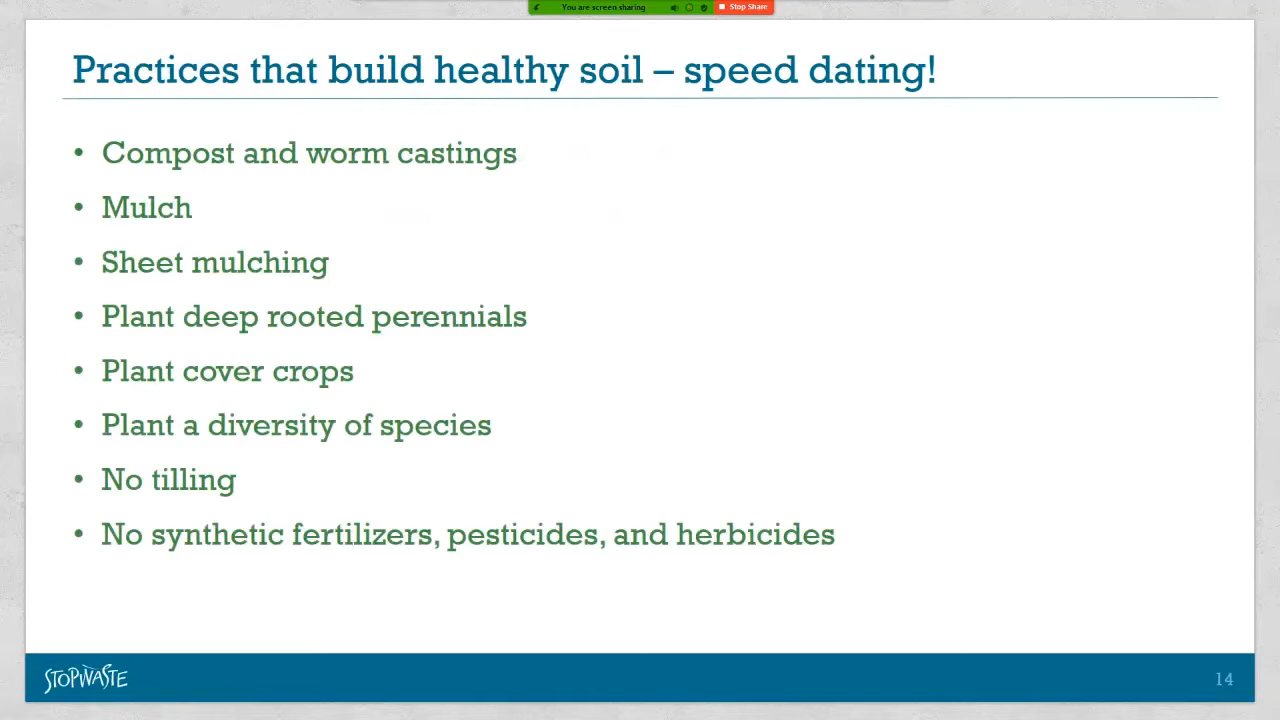 You are screen sharing
Stop Share
Practices that build healthy soil – speed dating!
• Compost and worm castings
• Mulch
• Sheet mulching
• Plant deep rooted perennials
• Plant cover crops
• Plant a diversity of species
• No tilling
• No synthetic fertilizers, pesticides, and herbicides
STOPWASTE
14